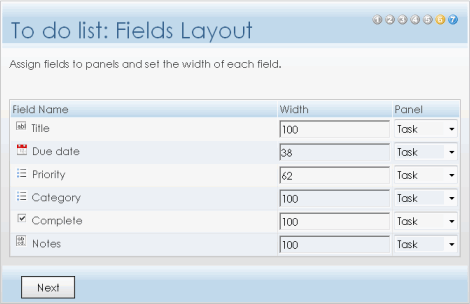 To do list: Fields Layout
1 2 3 4 5 6 7
Assign fields to panels and set the width of each field.
Field Name Width Panel
Title 100 Task
Due date 38 Task
Priority 62 Task
Category 100 Task
Complete 100 Task
Notes 100 Task
Next